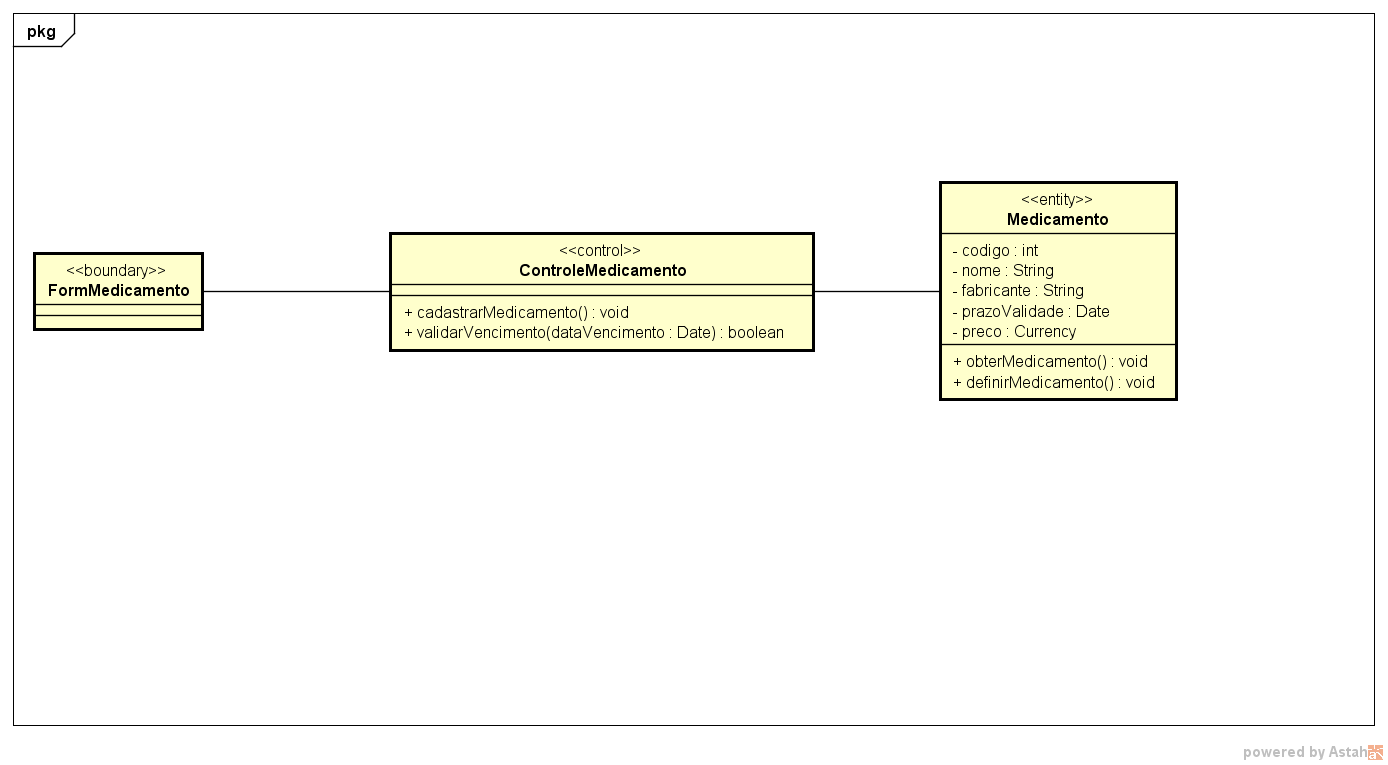 pkg
<<boundary>>
FormMedicamento
<<control>>
ControleMedicamento
+ cadastrarMedicamento() : void
+ validarVencimento(dataVencimento : Date) : boolean
<<entity>>
Medicamento
- codigo : int
- nome : String
- fabricante : String
- prazoValidade : Date
- preco : Currency
+ obterMedicamento() : void
+ definirMedicamento() : void
powered by Astah